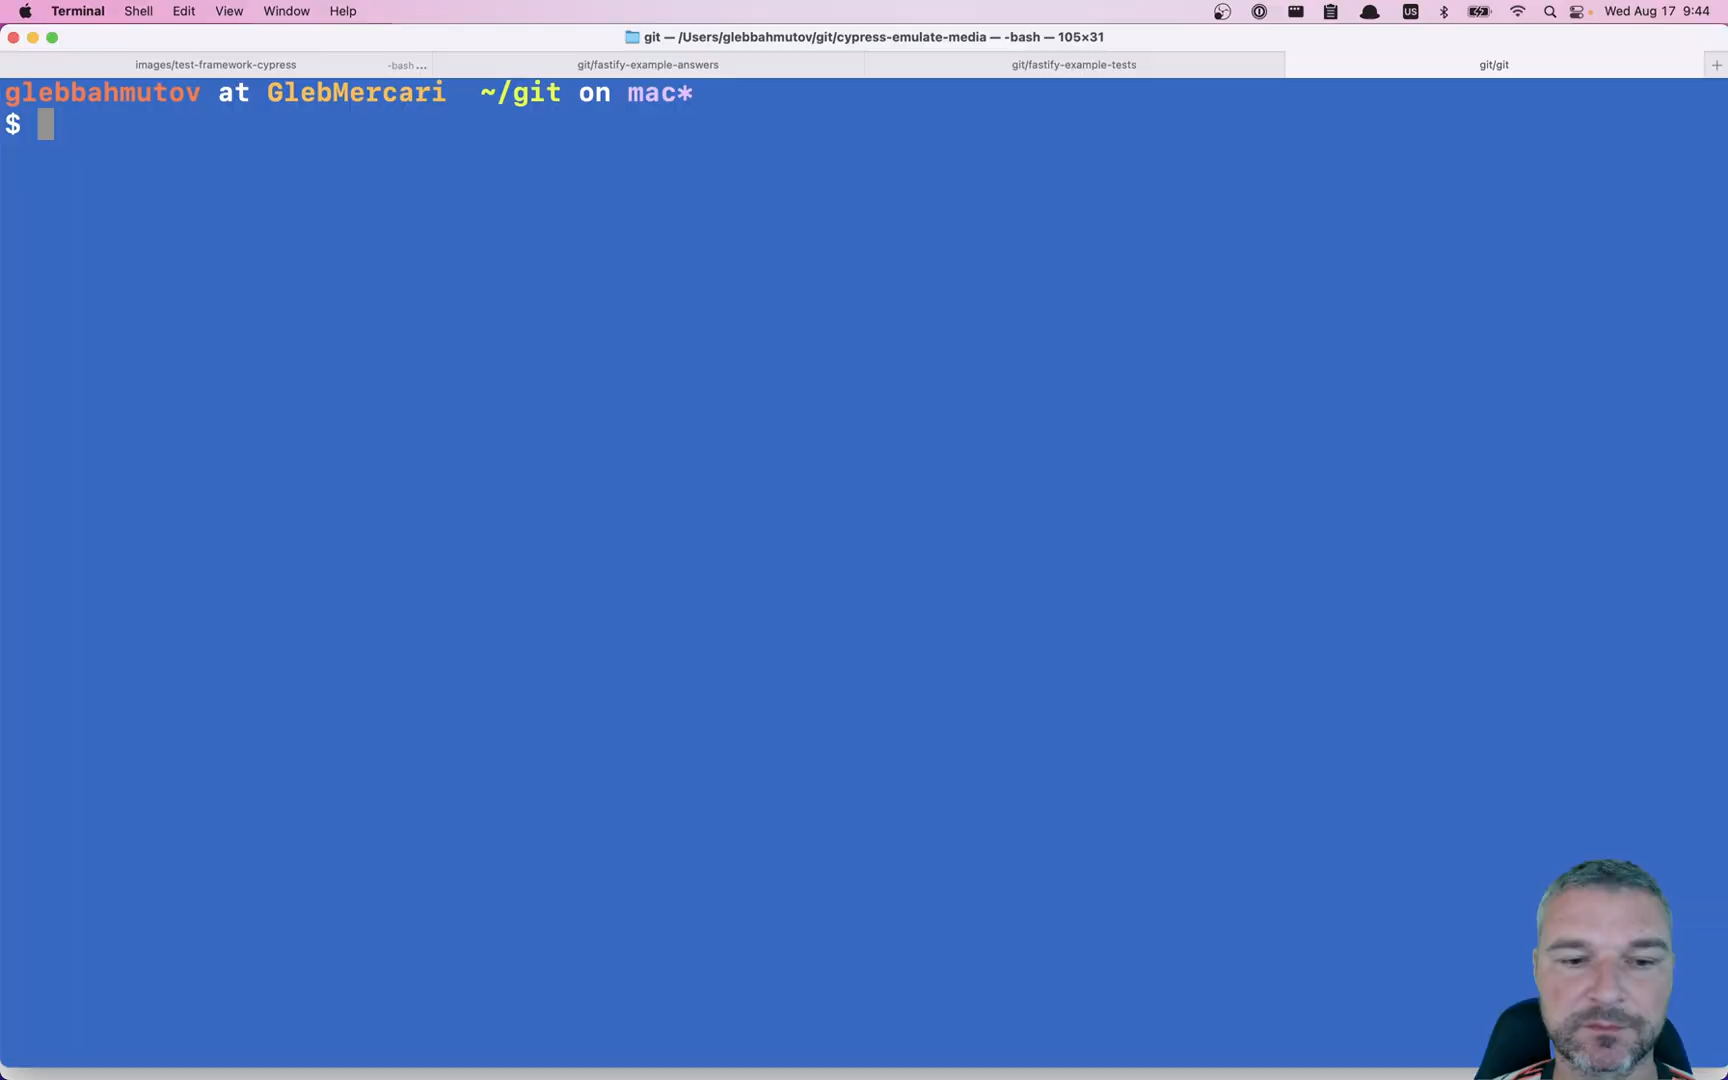 Terminal Shell Edit View Window Help US Wed Aug 17 9:44
git — /Users/glebbahmutov/git/cypress-emulate-media — -bash — 105×31
images/test-framework-cypress -bash ... git/fastify-example-answers git/fastify-example-tests git/git +
glebbahmutov at GlebMercari ~/git on mac*
$